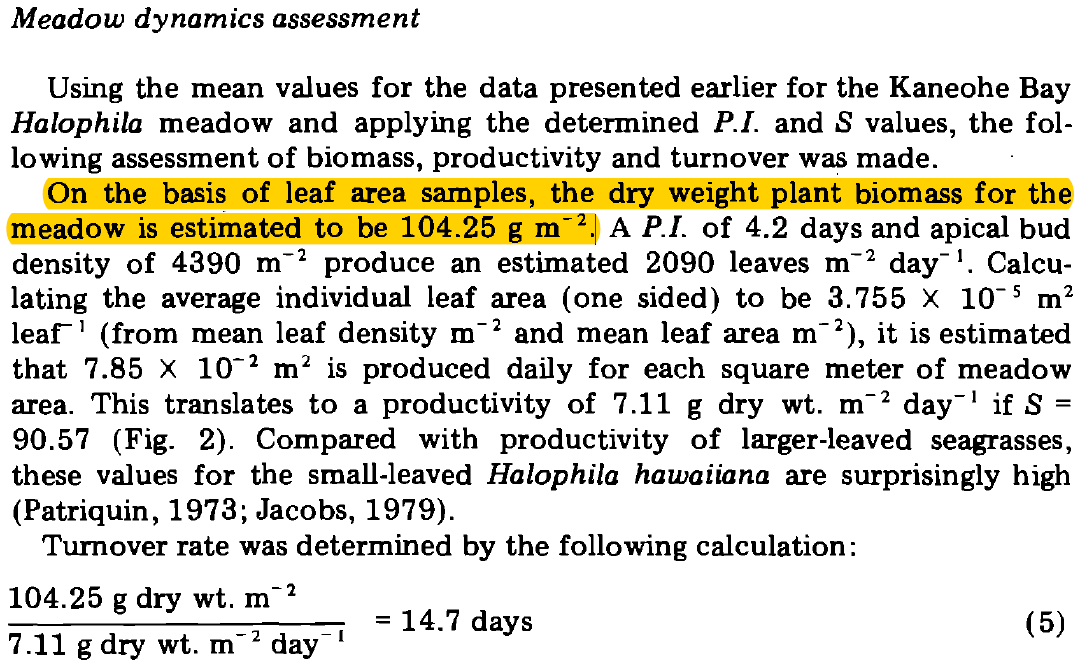 Meadow dynamics assessment
Using the mean values for the data presented earlier for the Kaneohe Bay
Halophila meadow and applying the determined P.I. and S values, the fol-
lowing assessment of biomass, productivity and turnover was made.
On the basis of leaf area samples, the dry weight plant biomass for the
meadow is estimated to be 104.25 g m⁻². A P.I. of 4.2 days and apical bud
density of 4390 m⁻² produce an estimated 2090 leaves m⁻² day⁻¹. Calcu-
lating the average individual leaf area (one sided) to be 3.755 × 10⁻⁵ m²
leaf⁻¹ (from mean leaf density m⁻² and mean leaf area m⁻²), it is estimated
that 7.85 × 10⁻² m² is produced daily for each square meter of meadow
area. This translates to a productivity of 7.11 g dry wt. m⁻² day⁻¹ if S =
90.57 (Fig. 2). Compared with productivity of larger-leaved seagrasses,
these values for the small-leaved Halophila hawaiiana are surprisingly high
(Patriquin, 1973; Jacobs, 1979).
Turnover rate was determined by the following calculation:
104.25 g dry wt. m⁻²
7.11 g dry wt. m⁻² day⁻¹ = 14.7 days (5)